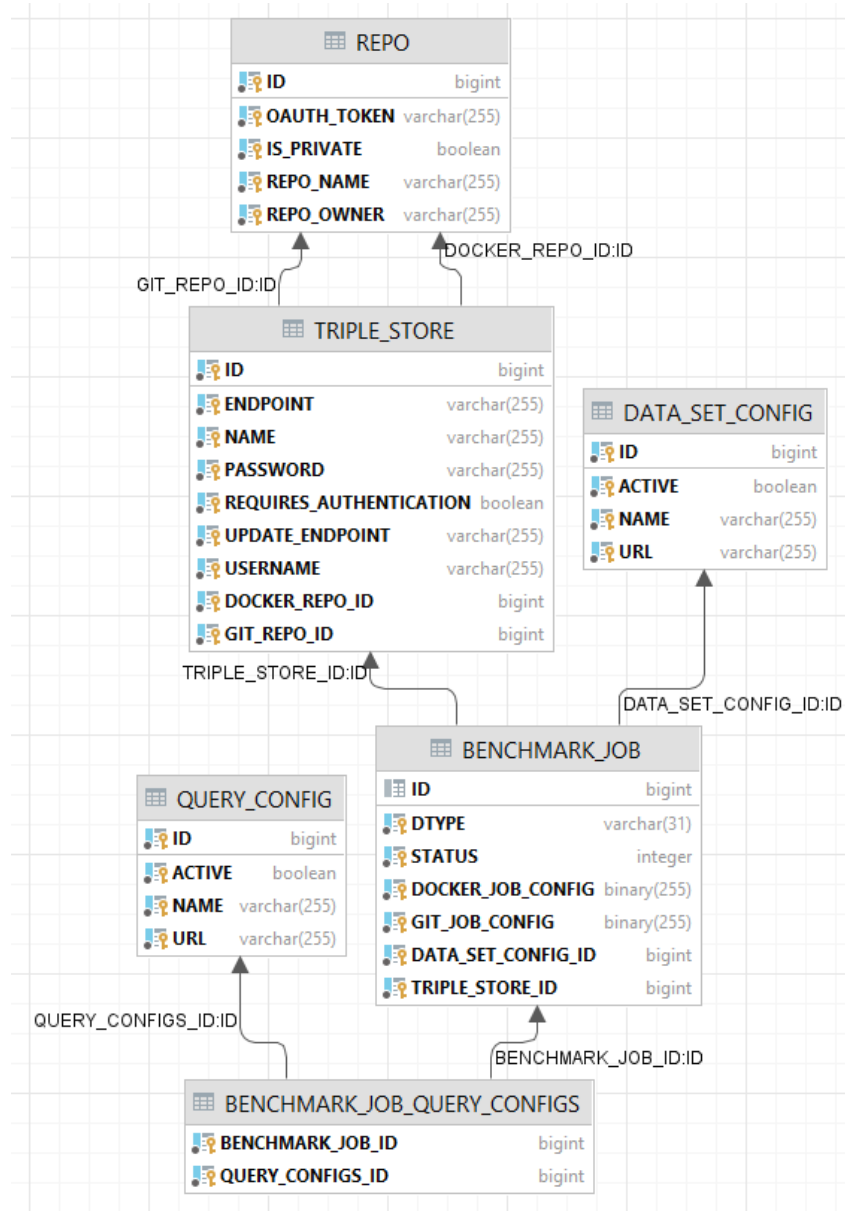 REPO
ID bigint
OAUTH_TOKEN varchar(255)
IS_PRIVATE boolean
REPO_NAME varchar(255)
REPO_OWNER varchar(255)
DOCKER_REPO_ID:ID
GIT_REPO_ID:ID
TRIPLE_STORE
ID bigint
ENDPOINT varchar(255)
NAME varchar(255)
PASSWORD varchar(255)
REQUIRES_AUTHENTICATION boolean
UPDATE_ENDPOINT varchar(255)
USERNAME varchar(255)
DOCKER_REPO_ID bigint
GIT_REPO_ID bigint
DATA_SET_CONFIG
ID bigint
ACTIVE boolean
NAME varchar(255)
URL varchar(255)
TRIPLE_STORE_ID:ID
DATA_SET_CONFIG_ID:ID
BENCHMARK_JOB
ID bigint
DTYPE varchar(31)
STATUS integer
DOCKER_JOB_CONFIG binary(255)
GIT_JOB_CONFIG binary(255)
DATA_SET_CONFIG_ID bigint
TRIPLE_STORE_ID bigint
QUERY_CONFIG
ID bigint
ACTIVE boolean
NAME varchar(255)
URL varchar(255)
QUERY_CONFIGS_ID:ID
BENCHMARK_JOB_ID:ID
BENCHMARK_JOB_QUERY_CONFIGS
BENCHMARK_JOB_ID bigint
QUERY_CONFIGS_ID bigint